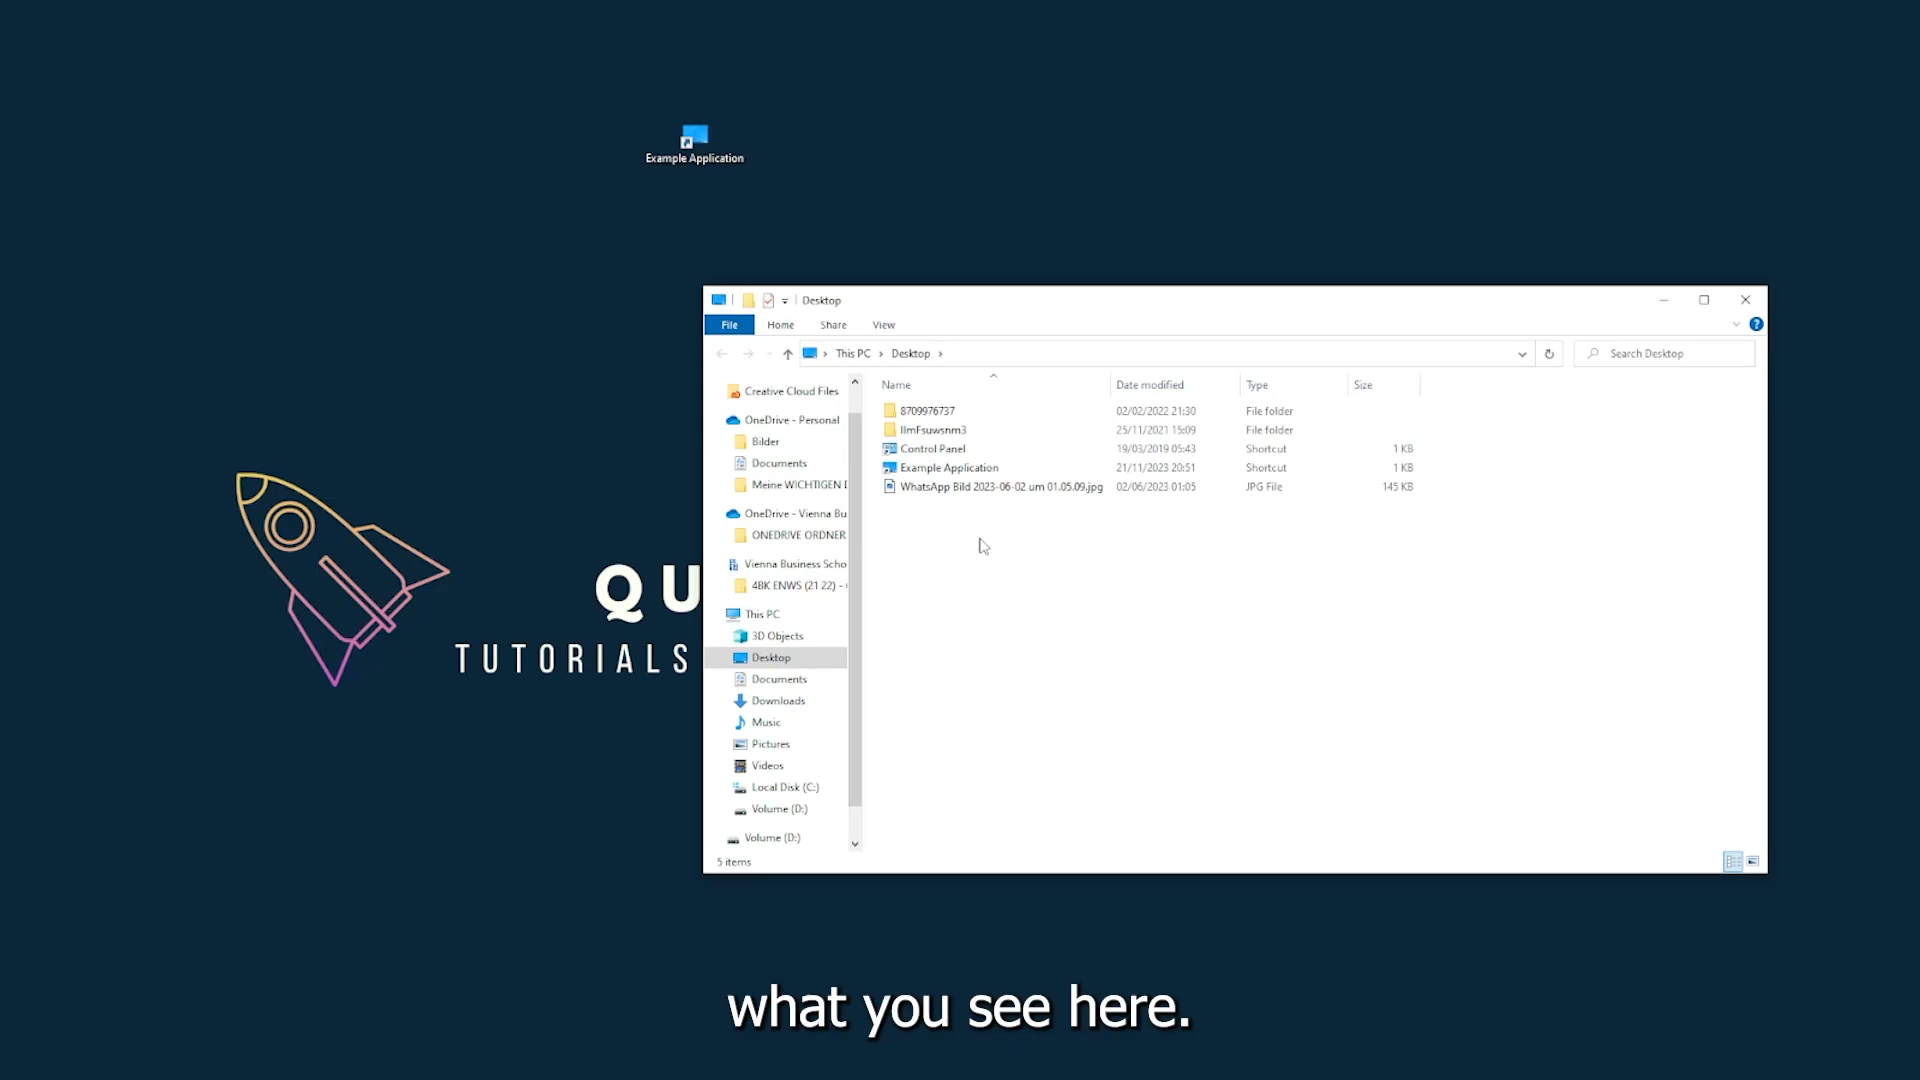 Example Application
QU
TUTORIALS
Desktop
File Home Share View
This PC > Desktop >
Search Desktop
Name Date modified Type Size
8709976737 02/02/2022 21:30 File folder
IImFsuwsnm3 25/11/2021 15:09 File folder
Control Panel 19/03/2019 05:43 Shortcut 1 KB
Example Application 21/11/2023 20:51 Shortcut 1 KB
WhatsApp Bild 2023-06-02 um 01.05.09.jpg 02/06/2023 01:05 JPG File 145 KB
Creative Cloud Files
OneDrive - Personal
Bilder
Documents
Meine WICHTIGEN
OneDrive - Vienna Bu
ONEDRIVE ORDNER
Vienna Business Scho
4BK ENWS (21 22) -
This PC
3D Objects
Desktop
Documents
Downloads
Music
Pictures
Videos
Local Disk (C:)
Volume (D:)
Volume (D:)
5 items
what you see here.